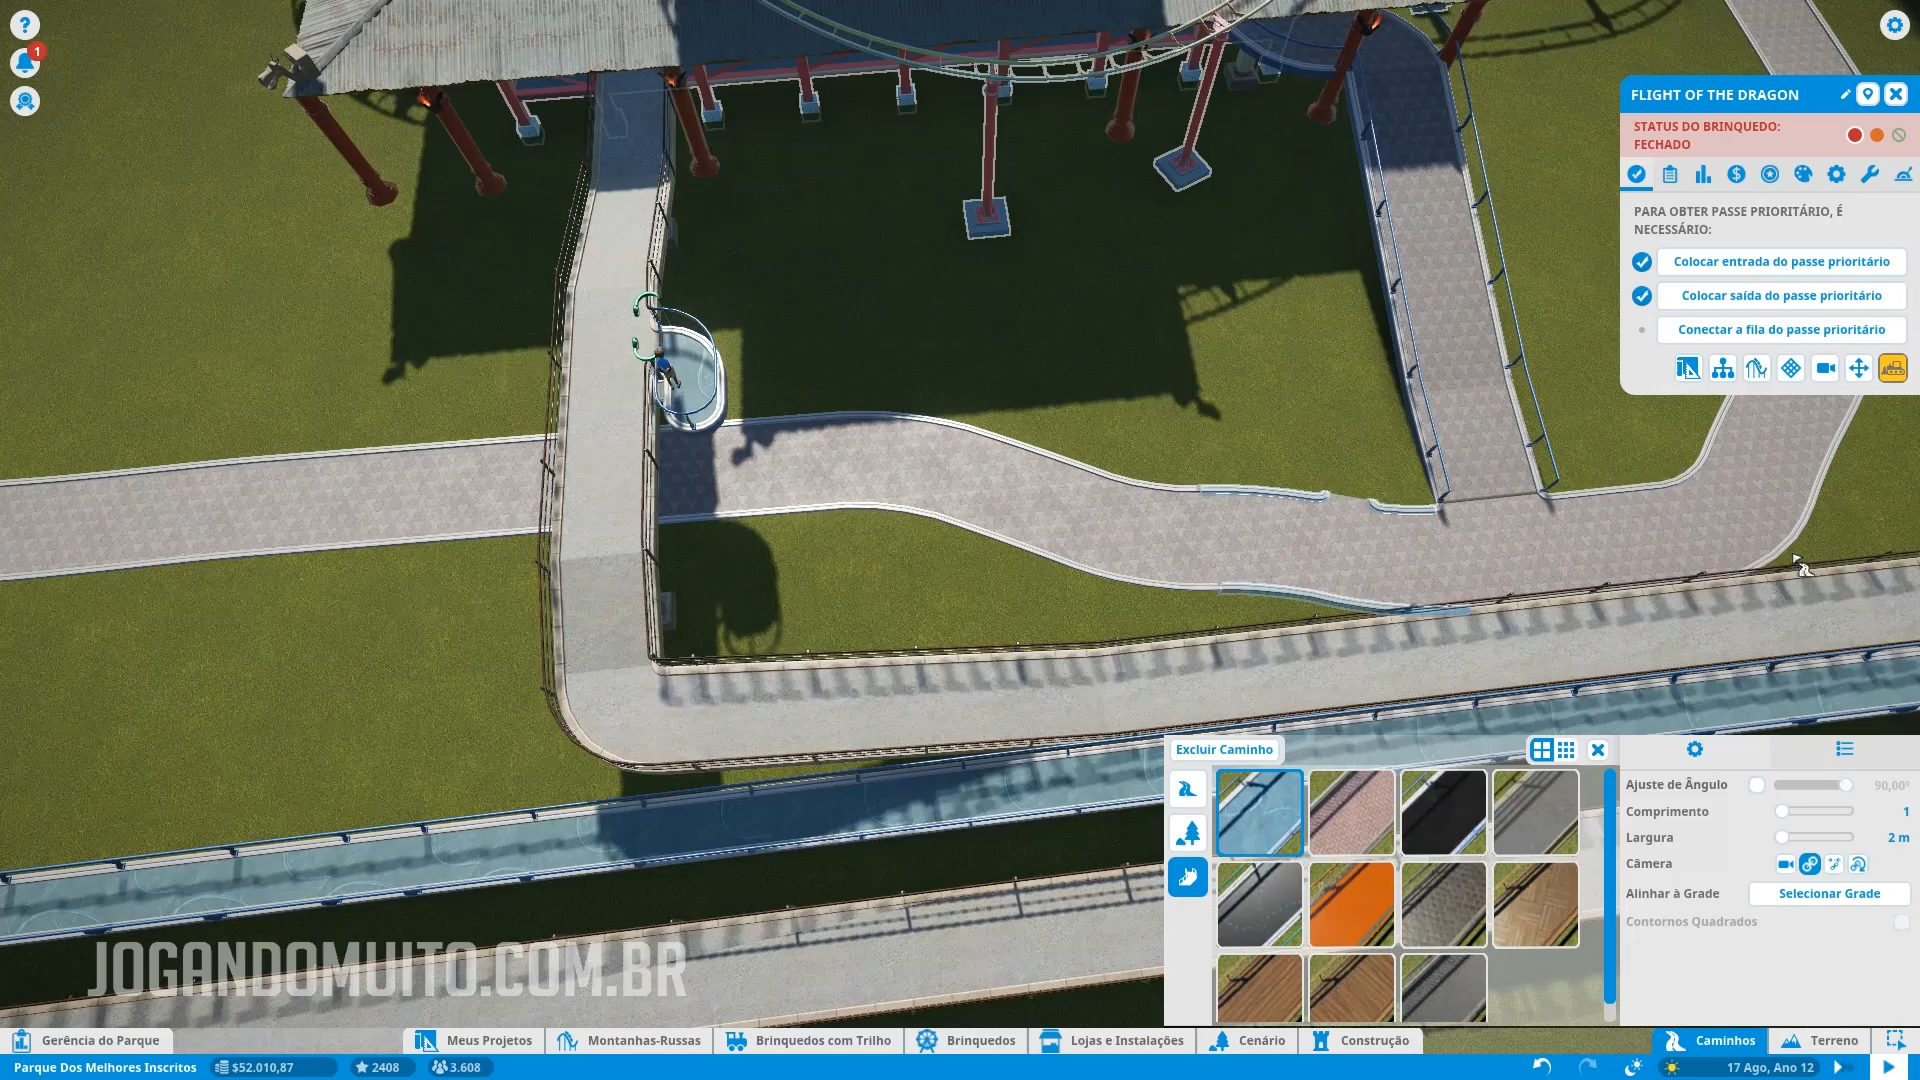 ?
1
FLIGHT OF THE DRAGON
STATUS DO BRINQUEDO:
FECHADO
PARA OBTER PASSE PRIORITÁRIO, É
NECESSÁRIO:
Colocar entrada do passe prioritário
Colocar saída do passe prioritário
Conectar a fila do passe prioritário
Excluir Caminho
Ajuste de Ângulo 90,00°
Comprimento 1
Largura 2 m
Câmera
Alinhar à Grade Selecionar Grade
Contornos Quadrados
JOGANDOMUITO.COM.BR
Gerência do Parque Meus Projetos Montanhas-Russas Brinquedos com Trilho Brinquedos Lojas e Instalações Cenário Construção Caminhos Terreno
Parque Dos Melhores Inscritos $52.010,87 2408 3.608 17 Ago, Ano 12